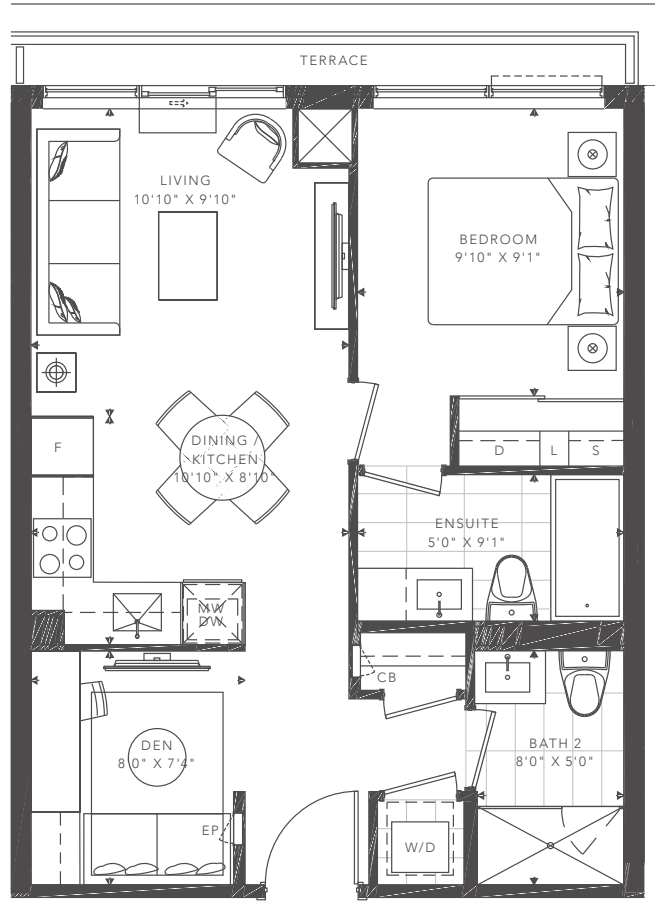 TERRACE
LIVING
10'10" X 9'10"
BEDROOM
9'10" X 9'1"
F
DINING /
KITCHEN
10'10" X 8'10"
D L S
ENSUITE
5'0" X 9'1"
MW
DW
CB
DEN
8'0" X 7'4"
BATH 2
8'0" X 5'0"
EP
W/D